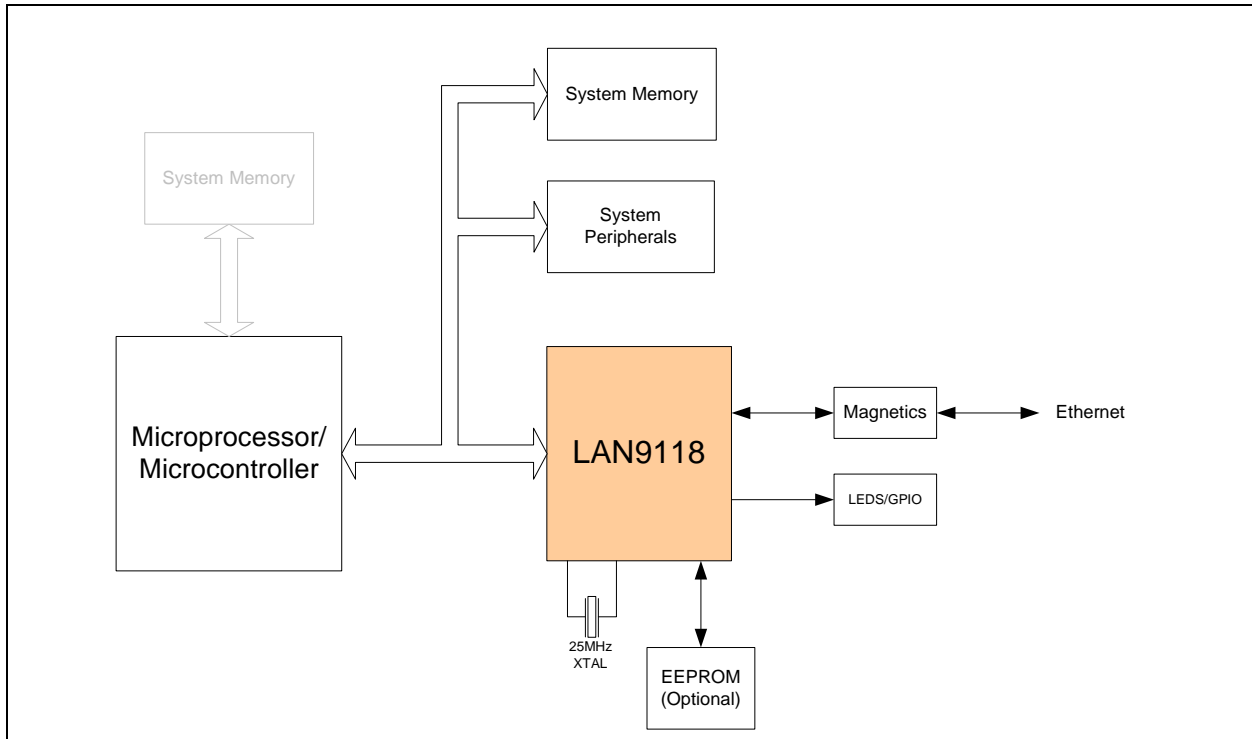 System Memory
System Memory
System
Peripherals
Microprocessor/
Microcontroller
LAN9118
Magnetics
Ethernet
LEDS/GPIO
25MHz
XTAL
EEPROM
(Optional)